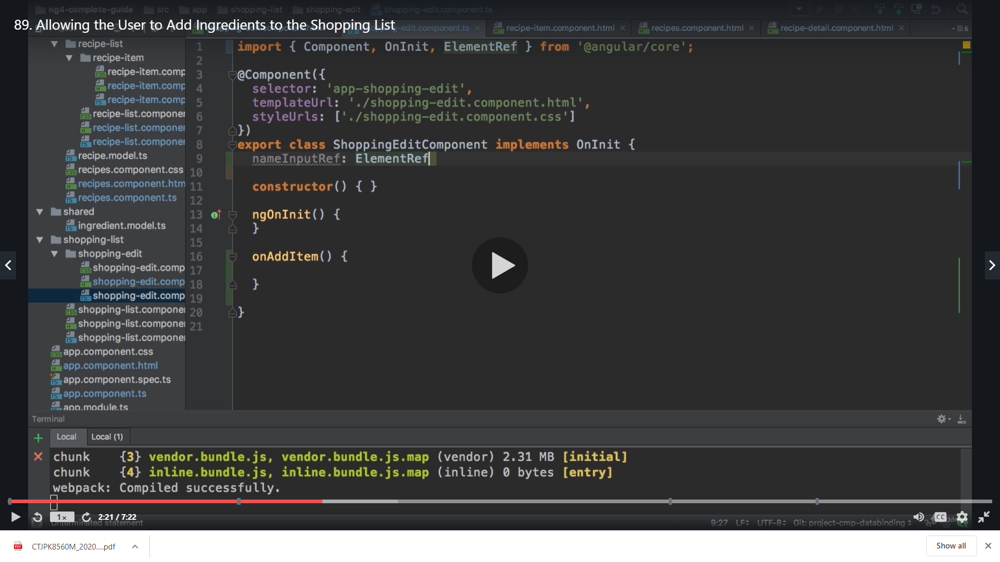 ng4-complete-guide src app shopping-list shopping-edit shopping-edit.component.ts
89. Allowing the User to Add Ingredients to the Shopping List
shopping-edit.component.ts × recipe-item.component.html × recipes.component.html × recipe-detail.component.html × 5
recipe-list
recipe-item
recipe-item.comp
recipe-item.comp
recipe-item.comp
recipe-list.componer
recipe-list.componer
recipe-list.componer
recipe.model.ts
recipes.component.css
recipes.component.htm
recipes.component.ts
shared
ingredient.model.ts
shopping-list
shopping-edit
shopping-edit.comp
shopping-edit.comp
shopping-edit.comp
shopping-list.componer
shopping-list.componer
shopping-list.componer
app.component.css
app.component.html
app.component.spec.ts
app.component.ts
app.module.ts
1 import { Component, OnInit, ElementRef } from '@angular/core';
2
3 @Component({
4 selector: 'app-shopping-edit',
5 templateUrl: './shopping-edit.component.html',
6 styleUrls: ['./shopping-edit.component.css']
7 })
8 export class ShoppingEditComponent implements OnInit {
9 nameInputRef: ElementRef
10
11 constructor() { }
12
13 ngOnInit() {
14 }
15
16 onAddItem() {
17
18 }
19
20 }
21
Terminal
Local Local (1)
chunk {3} vendor.bundle.js, vendor.bundle.js.map (vendor) 2.31 MB [initial]
chunk {4} inline.bundle.js, inline.bundle.js.map (inline) 0 bytes [entry]
webpack: Compiled successfully.
1x 2:21 / 7:22 CC
Unterminated statement 9:27 LF UTF-8 Git: project-cmp-databinding
CTJPK8560M_2020....pdf Show all